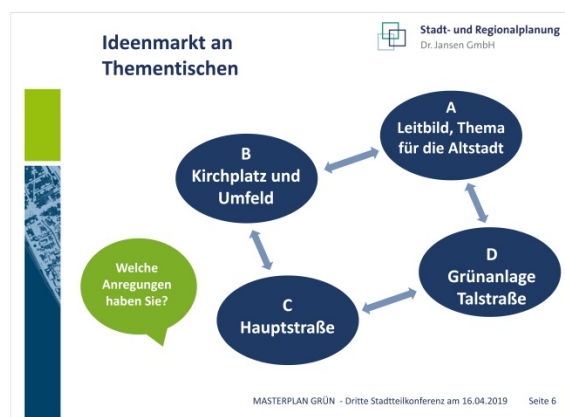 Ideenmarkt an
Thementischen
Stadt- und Regionalplanung
Dr. Jansen GmbH
A
Leitbild, Thema
für die Altstadt
B
Kirchplatz und
Umfeld
D
Grünanlage
Talstraße
C
Hauptstraße
Welche
Anregungen
haben Sie?
MASTERPLAN GRÜN - Dritte Stadtteilkonferenz am 16.04.2019 Seite 6